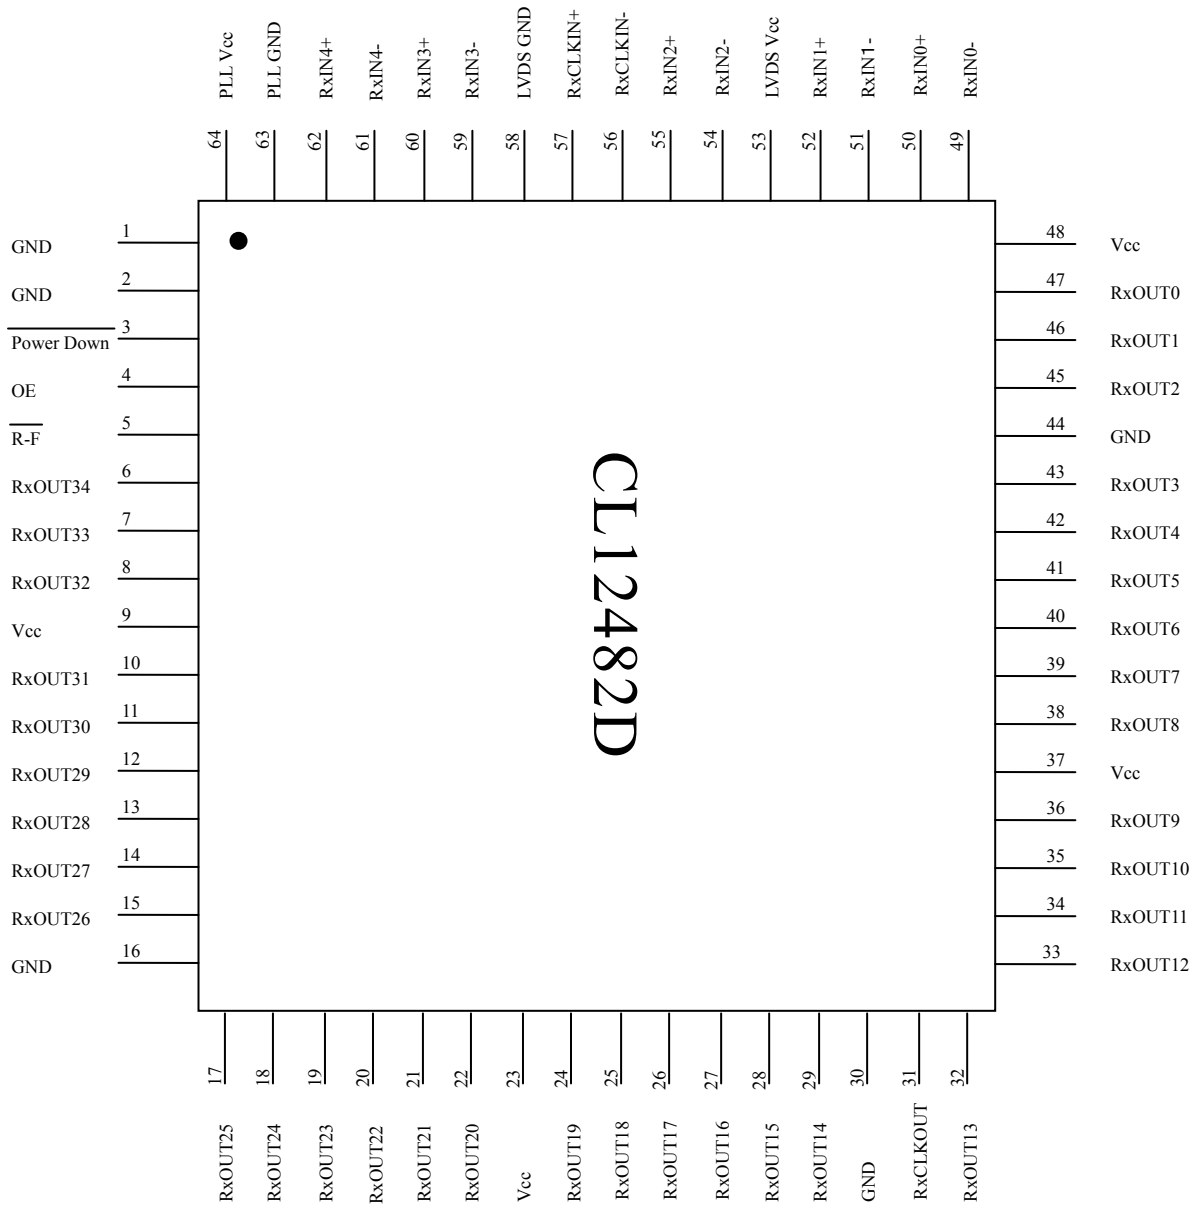 PLL Vcc
PLL GND
RxIN4+
RxIN4-
RxIN3+
RxIN3-
LVDS GND
RxCLKIN+
RxCLKIN-
RxIN2+
RxIN2-
LVDS Vcc
RxIN1+
RxIN1-
RxIN0+
RxIN0-
64
63
62
61
60
59
58
57
56
55
54
53
52
51
50
49
GND 1
GND 2
Power Down 3
OE 4
R-F 5
RxOUT34 6
RxOUT33 7
RxOUT32 8
Vcc 9
RxOUT31 10
RxOUT30 11
RxOUT29 12
RxOUT28 13
RxOUT27 14
RxOUT26 15
GND 16
CL12482D
48 Vcc
47 RxOUT0
46 RxOUT1
45 RxOUT2
44 GND
43 RxOUT3
42 RxOUT4
41 RxOUT5
40 RxOUT6
39 RxOUT7
38 RxOUT8
37 Vcc
36 RxOUT9
35 RxOUT10
34 RxOUT11
33 RxOUT12
17
18
19
20
21
22
23
24
25
26
27
28
29
30
31
32
RxOUT25
RxOUT24
RxOUT23
RxOUT22
RxOUT21
RxOUT20
Vcc
RxOUT19
RxOUT18
RxOUT17
RxOUT16
RxOUT15
RxOUT14
GND
RxCLKOUT
RxOUT13